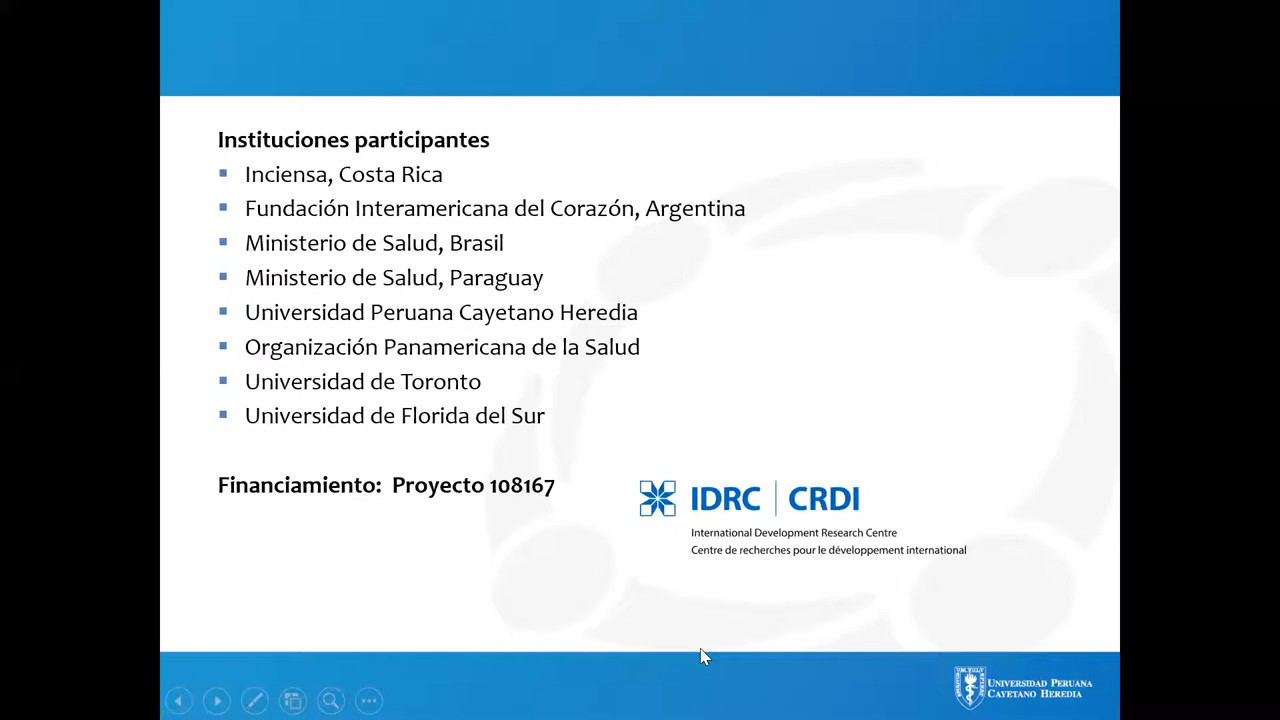 Instituciones participantes
Inciensa, Costa Rica
Fundación Interamericana del Corazón, Argentina
Ministerio de Salud, Brasil
Ministerio de Salud, Paraguay
Universidad Peruana Cayetano Heredia
Organización Panamericana de la Salud
Universidad de Toronto
Universidad de Florida del Sur
Financiamiento: Proyecto 108167
IDRC | CRDI
International Development Research Centre
Centre de recherches pour le développement international
UNIVERSIDAD PERUANA
CAYETANO HEREDIA